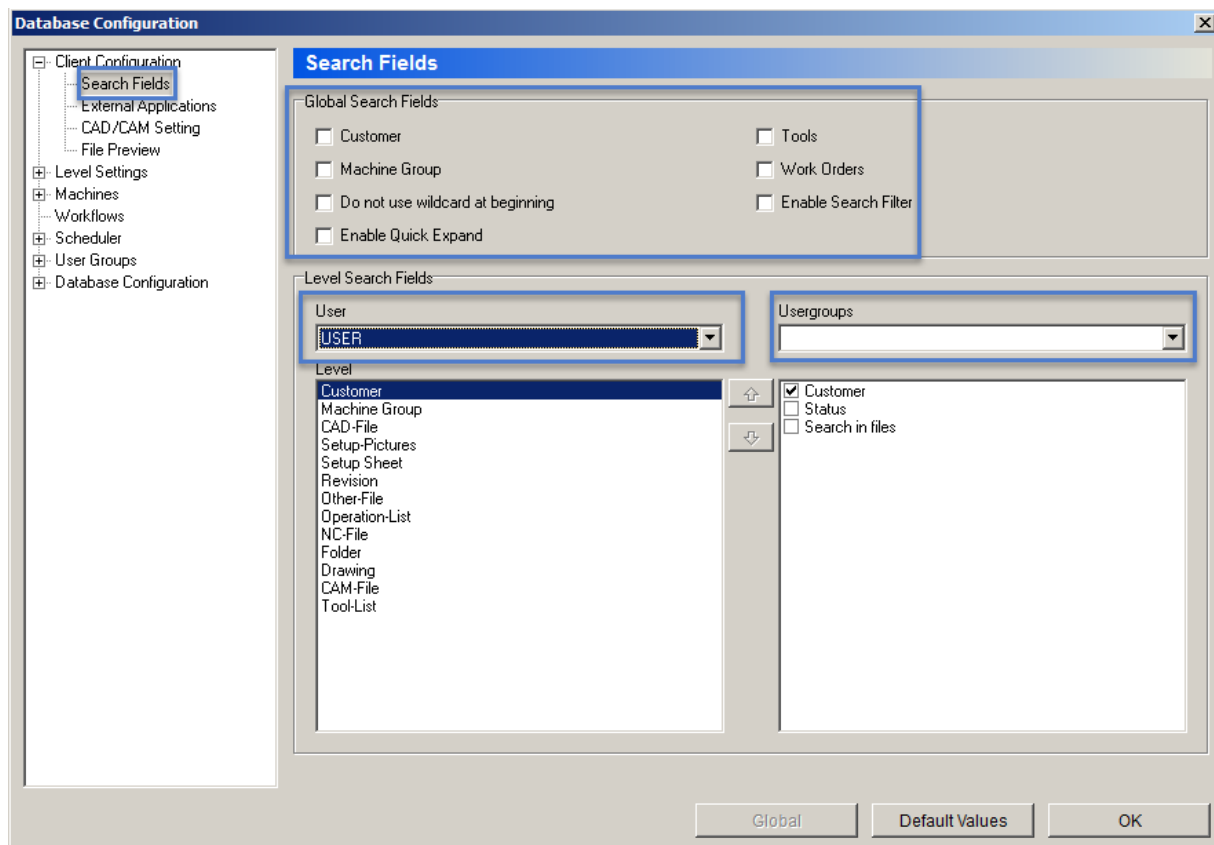 Database Configuration
Client Configuration
Search Fields
External Applications
CAD/CAM Setting
File Preview
Level Settings
Machines
Workflows
Scheduler
User Groups
Database Configuration
Search Fields
Global Search Fields
Customer
Tools
Machine Group
Work Orders
Do not use wildcard at beginning
Enable Search Filter
Enable Quick Expand
Level Search Fields
User
Usergroups
USER
Level
Customer
Machine Group
CAD-File
Setup-Pictures
Setup Sheet
Revision
Other-File
Operation-List
NC-File
Folder
Drawing
CAM-File
Tool-List
Customer
Status
Search in files
Global
Default Values
OK